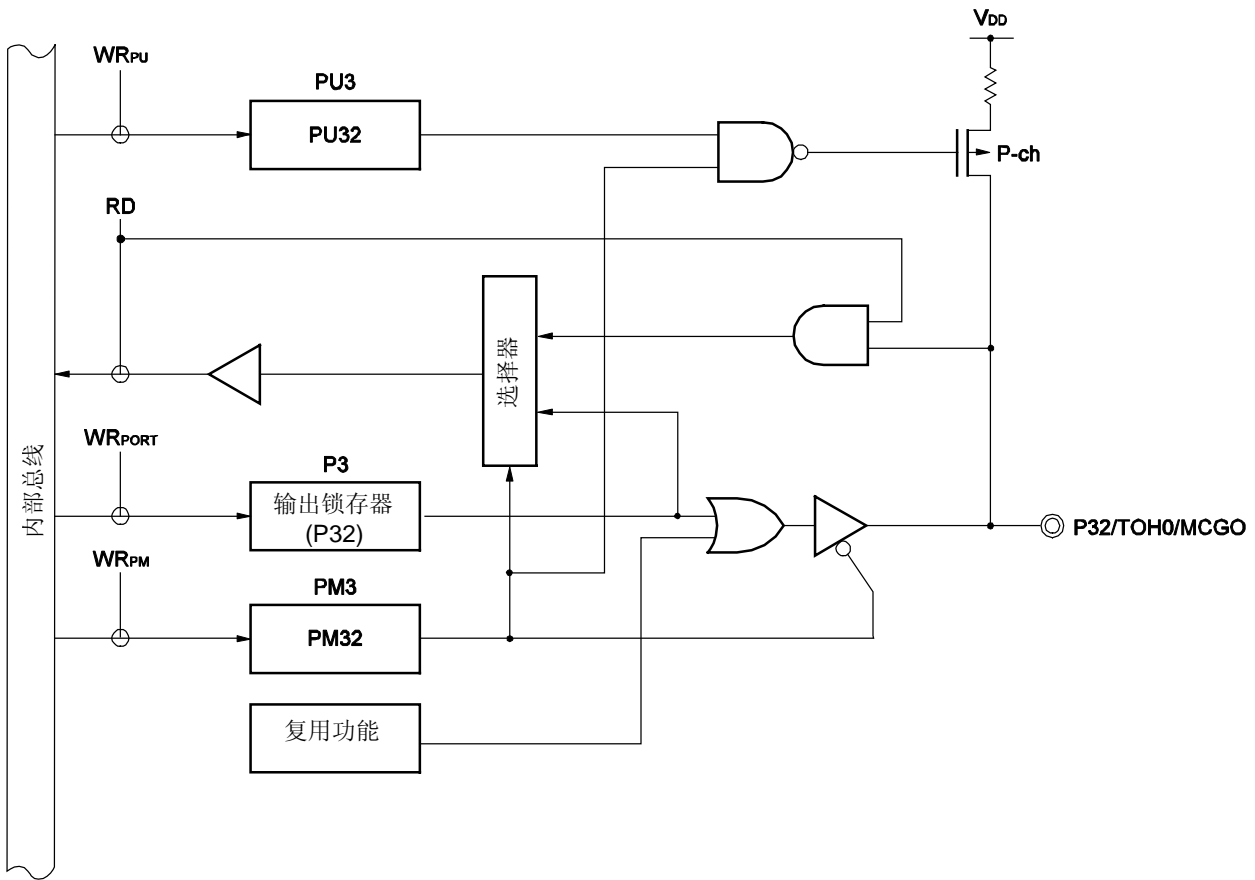 VDD
WRPU
PU3
PU32
P-ch
RD
选择器
内部总线
WRPORT
P3
输出锁存器
(P32)
P32/TOH0/MCGO
WRPM
PM3
PM32
复用功能